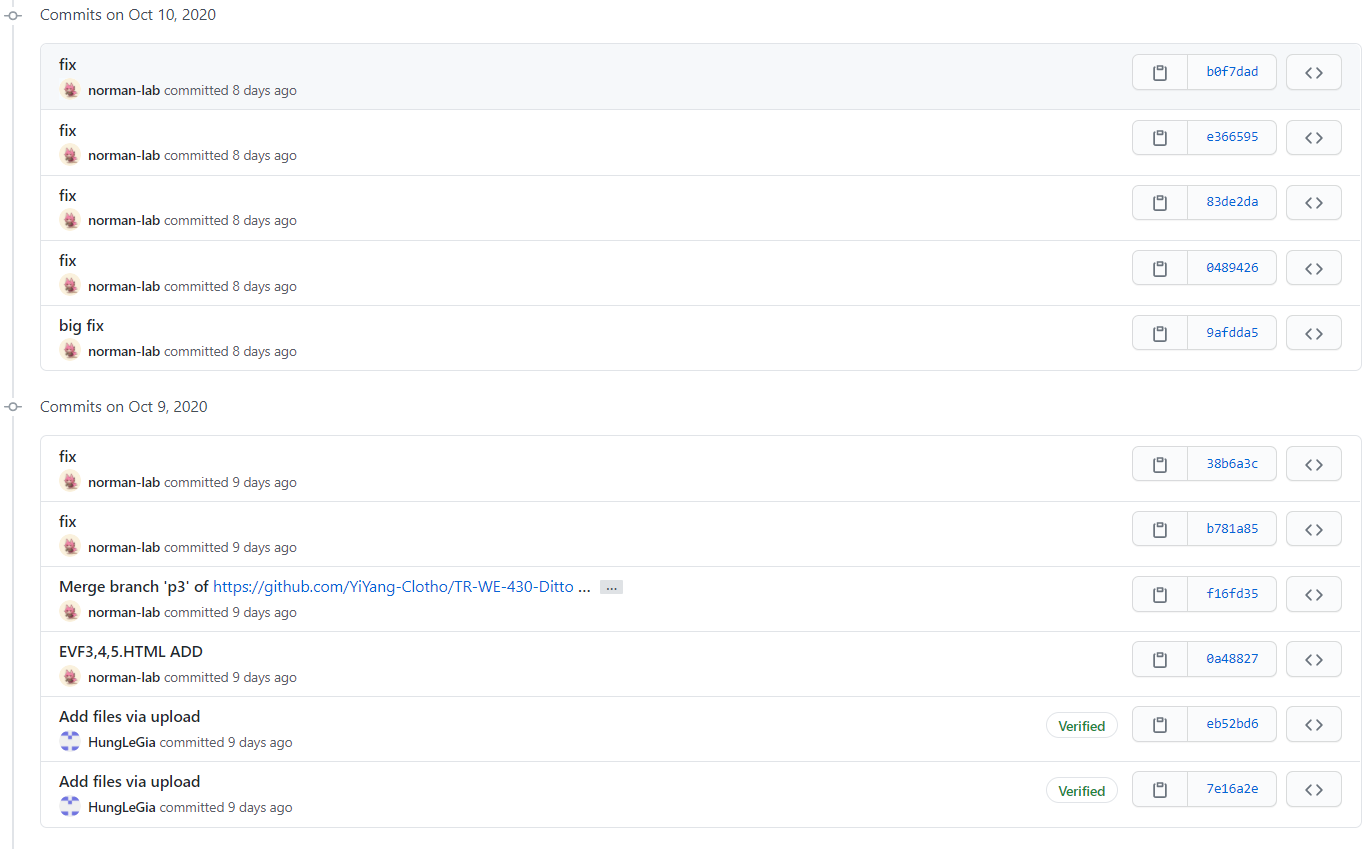 Commits on Oct 10, 2020
fix
b0f7dad
norman-lab committed 8 days ago
fix
e366595
norman-lab committed 8 days ago
fix
83de2da
norman-lab committed 8 days ago
fix
0489426
norman-lab committed 8 days ago
big fix
9afdda5
norman-lab committed 8 days ago
Commits on Oct 9, 2020
fix
38b6a3c
norman-lab committed 9 days ago
fix
b781a85
norman-lab committed 9 days ago
Merge branch 'p3' of https://github.com/YiYang-Clotho/TR-WE-430-Ditto ... ...
f16fd35
norman-lab committed 9 days ago
EVF3,4,5.HTML ADD
0a48827
norman-lab committed 9 days ago
Add files via upload
Verified eb52bd6
HungLeGia committed 9 days ago
Add files via upload
Verified 7e16a2e
HungLeGia committed 9 days ago